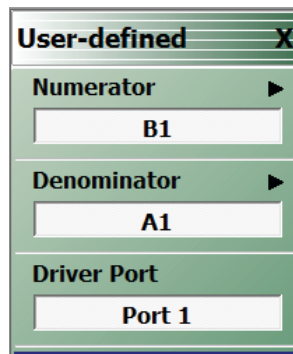 User-defined X
Numerator
B1
Denominator
A1
Driver Port
Port 1